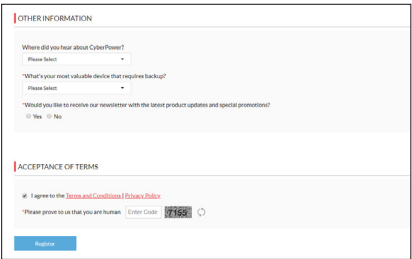 OTHER INFORMATION
Where did you hear about CyberPower?
Please Select
*What's your most valuable device that requires backup?
Please Select
*Would you like to receive our newsletter with the latest product updates and special promotions?
Yes No
ACCEPTANCE OF TERMS
I agree to the Terms and Conditions | Privacy Policy
*Please prove to us that you are human Enter Code 7155
Register